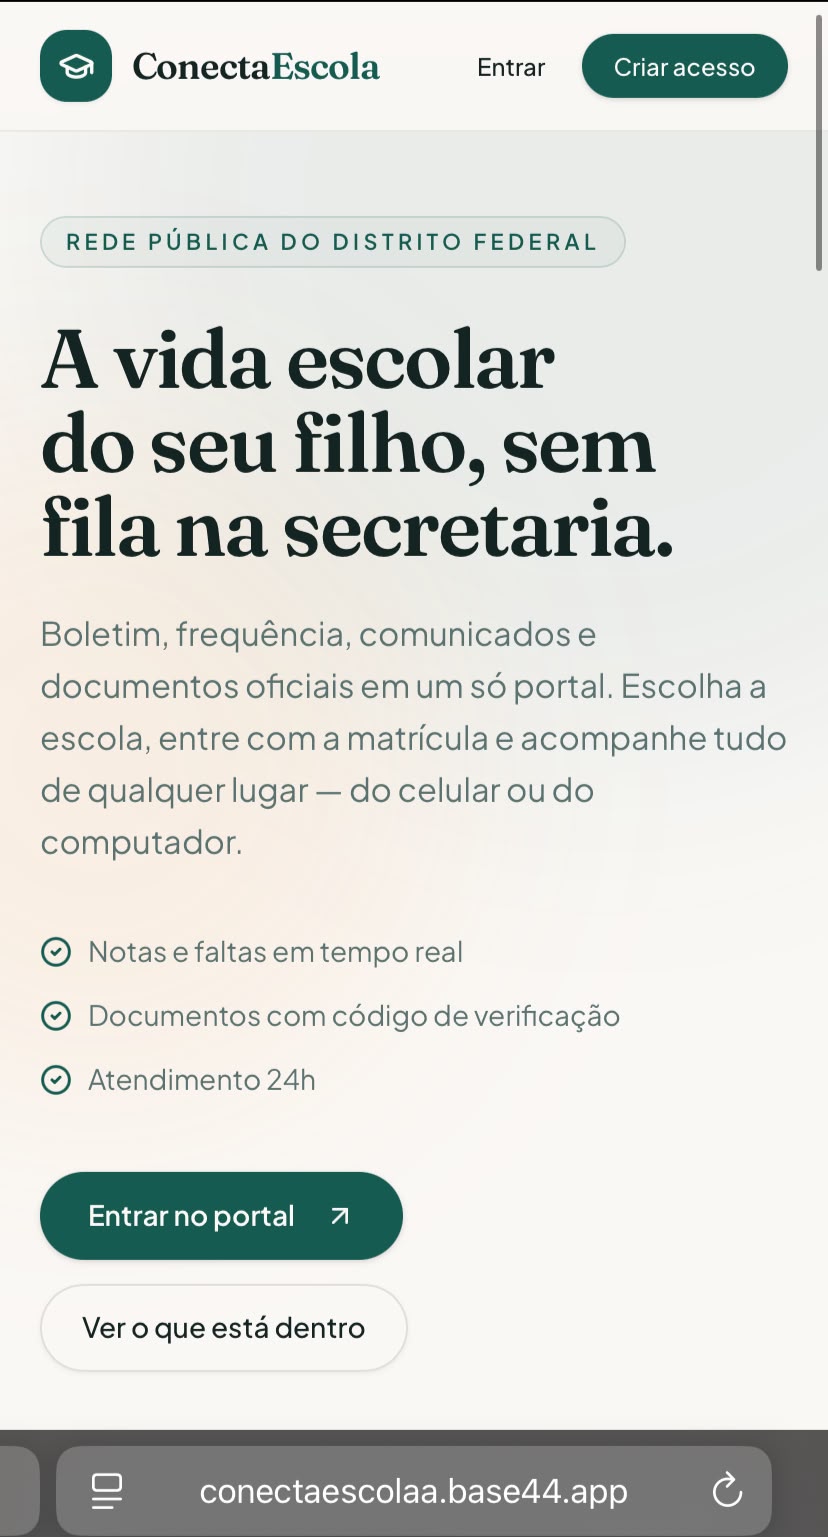 ConectaEscola
Entrar
Criar acesso
REDE PÚBLICA DO DISTRITO FEDERAL
A vida escolar
do seu filho, sem
fila na secretaria.
Boletim, frequência, comunicados e
documentos oficiais em um só portal. Escolha a
escola, entre com a matrícula e acompanhe tudo
de qualquer lugar — do celular ou do
computador.
Notas e faltas em tempo real
Documentos com código de verificação
Atendimento 24h
Entrar no portal
Ver o que está dentro
conectaescolaa.base44.app